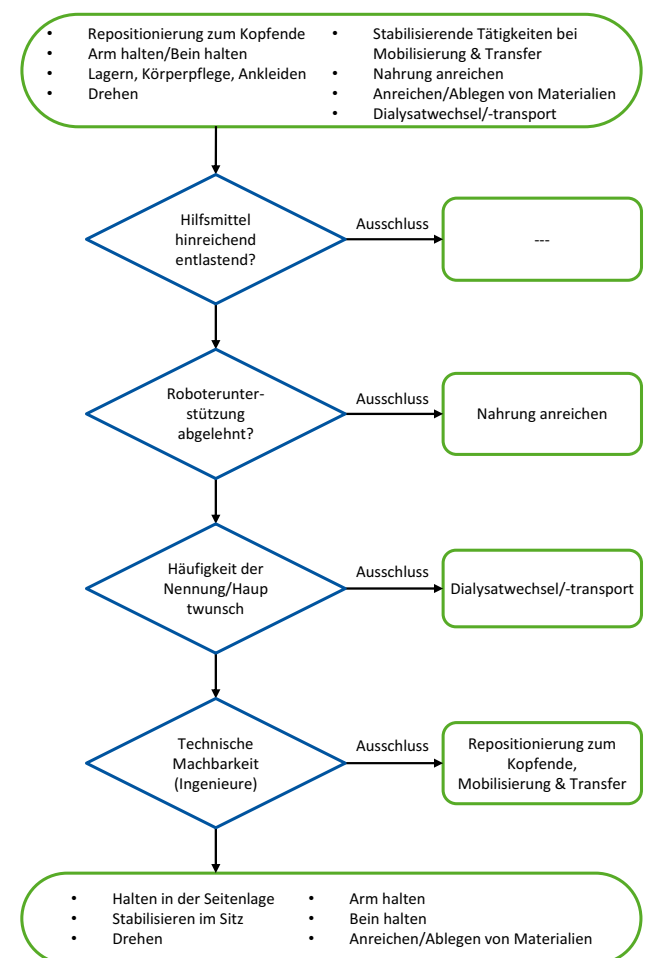 • Repositionierung zum Kopfende
• Arm halten/Bein halten
• Lagern, Körperpflege, Ankleiden
• Drehen
• Stabilisierende Tätigkeiten bei
Mobilisierung & Transfer
• Nahrung anreichen
• Anreichen/Ablegen von Materialien
• Dialysatwechsel/-transport
Hilfsmittel
hinreichend
entlastend?
Ausschluss
---
Roboterunter-
stützung
abgelehnt?
Ausschluss
Nahrung anreichen
Häufigkeit der
Nennung/Haup
twunsch
Ausschluss
Dialysatwechsel/-transport
Technische
Machbarkeit
(Ingenieure)
Ausschluss
Repositionierung zum
Kopfende,
Mobilisierung & Transfer
• Halten in der Seitenlage
• Stabilisieren im Sitz
• Drehen
• Arm halten
• Bein halten
• Anreichen/Ablegen von Materialien